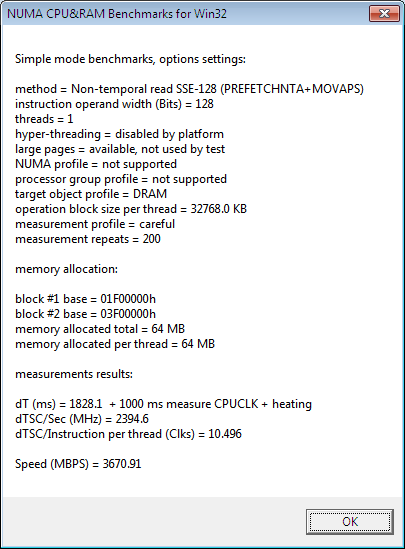 NUMA CPU&RAM Benchmarks for Win32
Simple mode benchmarks, options settings:
method = Non-temporal read SSE-128 (PREFETCHNTA+MOVAPS)
instruction operand width (Bits) = 128
threads = 1
hyper-threading = disabled by platform
large pages = available, not used by test
NUMA profile = not supported
processor group profile = not supported
target object profile = DRAM
operation block size per thread = 32768.0 KB
measurement profile = careful
measurement repeats = 200
memory allocation:
block #1 base = 01F00000h
block #2 base = 03F00000h
memory allocated total = 64 MB
memory allocated per thread = 64 MB
measurements results:
dT (ms) = 1828.1  + 1000 ms measure CPUCLK + heating
dTSC/Sec (MHz) = 2394.6
dTSC/Instruction per thread (Clks) = 10.496
Speed (MBPS) = 3670.91
OK